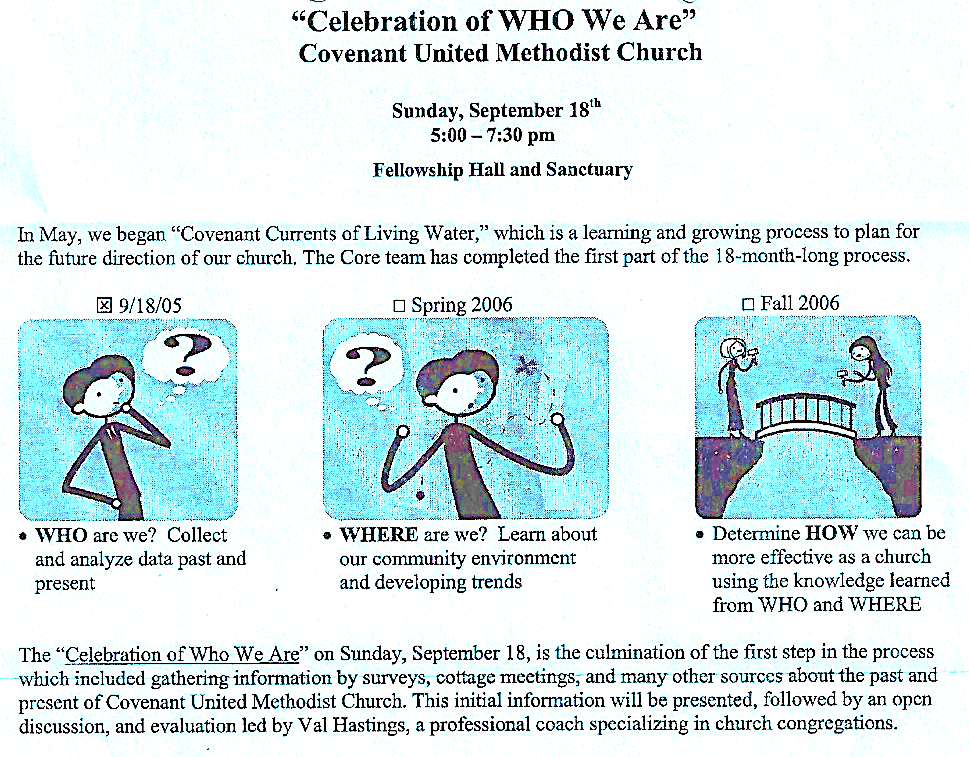 “Celebration of WHO We Are”
Covenant United Methodist Church
Sunday, September 18th
5:00 – 7:30 pm
Fellowship Hall and Sanctuary
In May, we began “Covenant Currents of Living Water,” which is a learning and growing process to plan for
the future direction of our church. The Core team has completed the first part of the 18-month-long process.
☒ 9/18/05
☐ Spring 2006
☐ Fall 2006
?
?
• WHO are we? Collect
and analyze data past and
present
• WHERE are we? Learn about
our community environment
and developing trends
• Determine HOW we can be
more effective as a church
using the knowledge learned
from WHO and WHERE
The “Celebration of Who We Are” on Sunday, September 18, is the culmination of the first step in the process
which included gathering information by surveys, cottage meetings, and many other sources about the past and
present of Covenant United Methodist Church. This initial information will be presented, followed by an open
discussion, and evaluation led by Val Hastings, a professional coach specializing in church congregations.